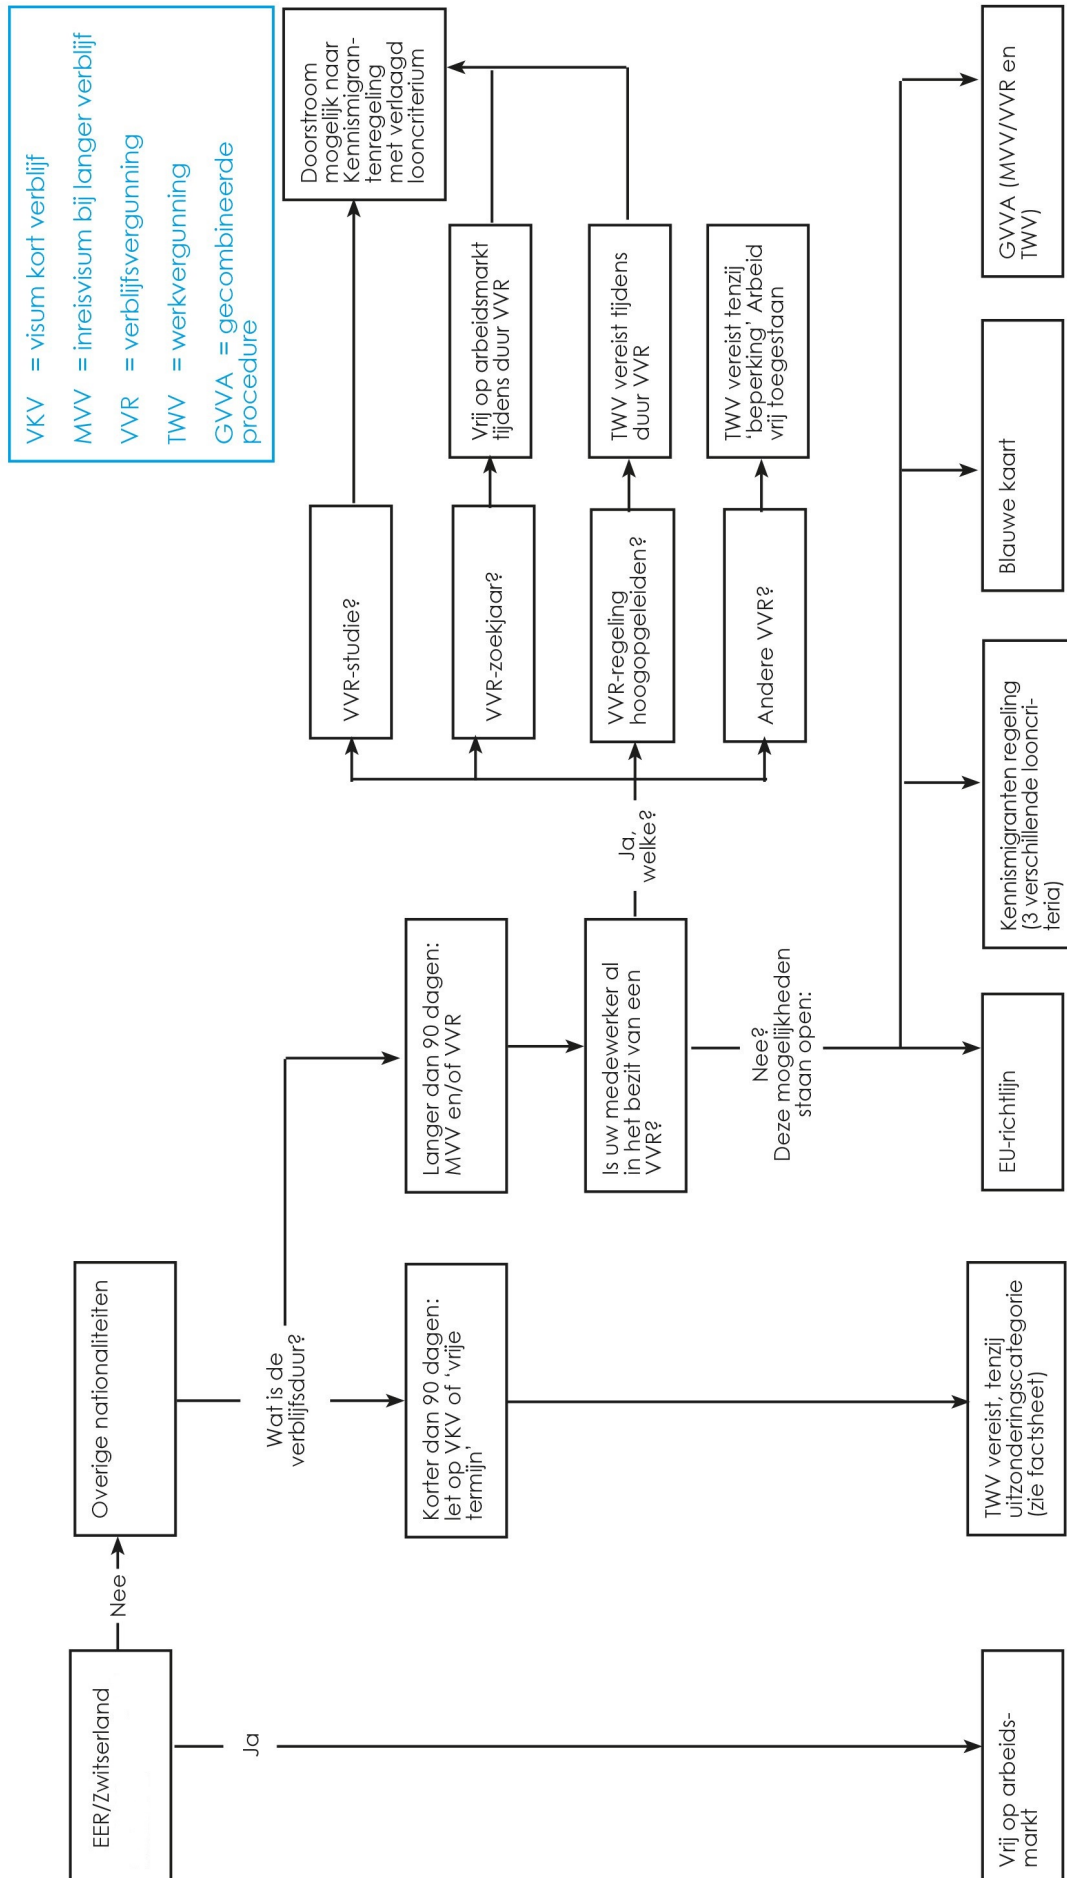 EER/Zwitserland
Nee
Overige nationaliteiten
Ja
Wat is de
verblijfsduur?
Korter dan 90 dagen:
let op VKV of ‘vrije
termijn’
Langer dan 90 dagen:
MVV en/of VVR
Is uw medewerker al
in het bezit van een
VVR?
Ja,
welke?
Nee?
Deze mogelijkheden
staan open:
VVR-studie?
VVR-zoekjaar?
VVR-regeling
hoogopgeleiden?
Andere VVR?
Vrij op arbeidsmarkt
tijdens duur VVR
TWV vereist tijdens
duur VVR
TWV vereist tenzij
‘beperking’ Arbeid
vrij toegestaan
Doorstroom
mogelijk naar
Kennismigran-
tenregeling
met verlaagd
looncriterium
VKV = visum kort verblijf
MVV = inreisvisum bij langer verblijf
VVR = verblijfsvergunning
TWV = werkvergunning
GVVA = gecombineerde
procedure
Vrij op arbeids-
markt
TWV vereist, tenzij
uitzonderingscategorie
(zie factsheet)
EU-richtlijn
Kennismigranten regeling
(3 verschillende looncri-
teria)
Blauwe kaart
GVVA (MVV/VVR en
TWV)